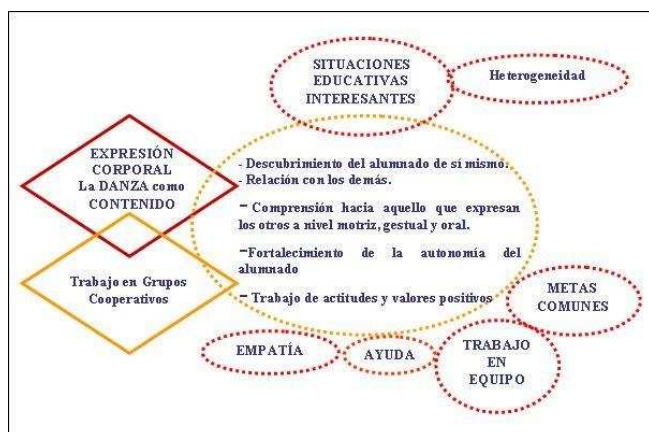 SITUACIONES
EDUCATIVAS
INTERESANTES
Heterogeneidad
EXPRESIÓN
CORPORAL
La DANZA como
CONTENIDO
Trabajo en Grupos
Cooperativos
- Descubrimiento del alumnado de sí mismo.
- Relación con los demás.
- Comprensión hacia aquello que expresan
los otros a nivel motriz, gestual y oral.
-Fortalecimiento de la autonomía del
alumnado
- Trabajo de actitudes y valores positivos
METAS
COMUNES
EMPATÍA
AYUDA
TRABAJO
EN
EQUIPO